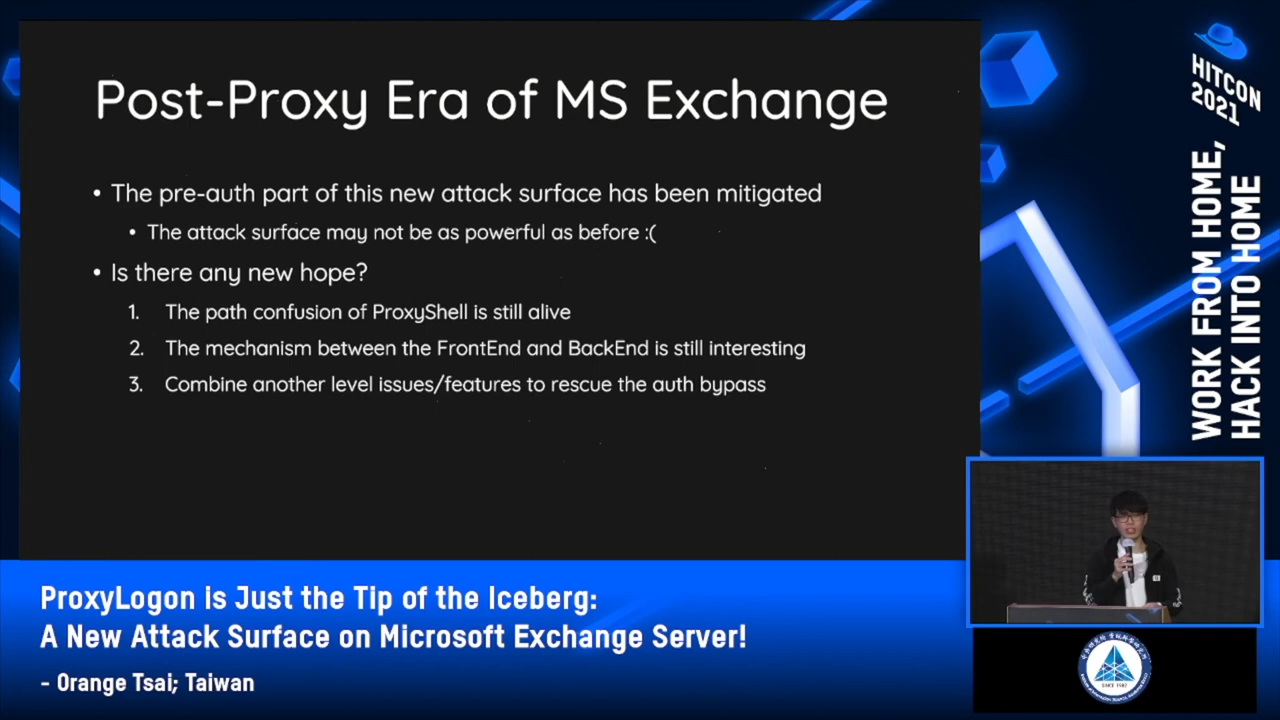 Post-Proxy Era of MS Exchange
• The pre-auth part of this new attack surface has been mitigated
• The attack surface may not be as powerful as before :(
• Is there any new hope?
1. The path confusion of ProxyShell is still alive
2. The mechanism between the FrontEnd and BackEnd is still interesting
3. Combine another level issues/features to rescue the auth bypass
HITCON
2021
WORK FROM HOME,
HACK INTO HOME
ProxyLogon is Just the Tip of the Iceberg:
A New Attack Surface on Microsoft Exchange Server!
- Orange Tsai; Taiwan